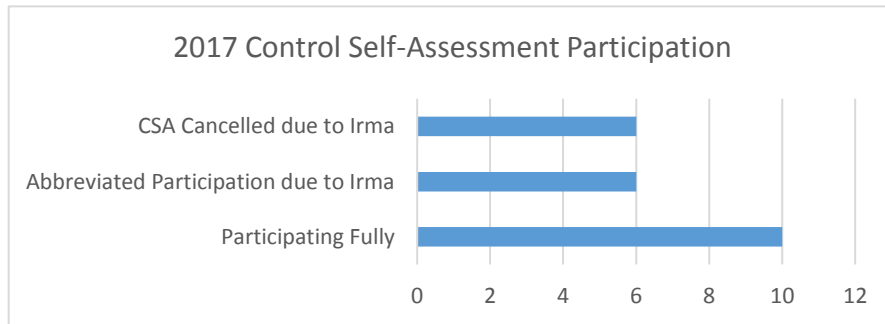 2017 Control Self-Assessment Participation
CSA Cancelled due to Irma
Abbreviated Participation due to Irma
Participating Fully
0 2 4 6 8 10 12